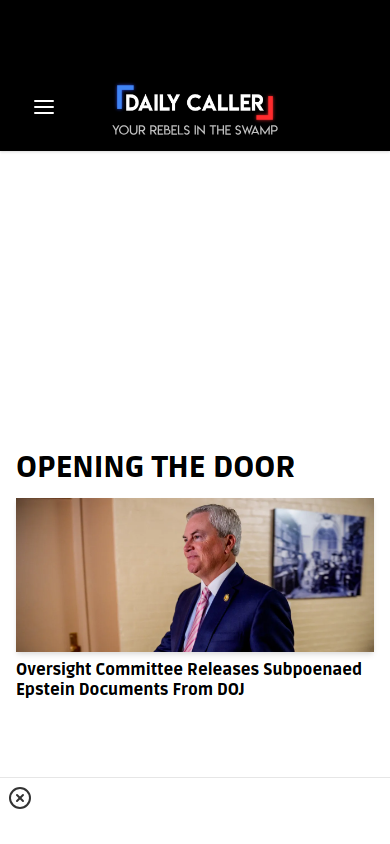 DAILY CALLER
YOUR REBELS IN THE SWAMP
OPENING THE DOOR
Oversight Committee Releases Subpoenaed
Epstein Documents From DOJ